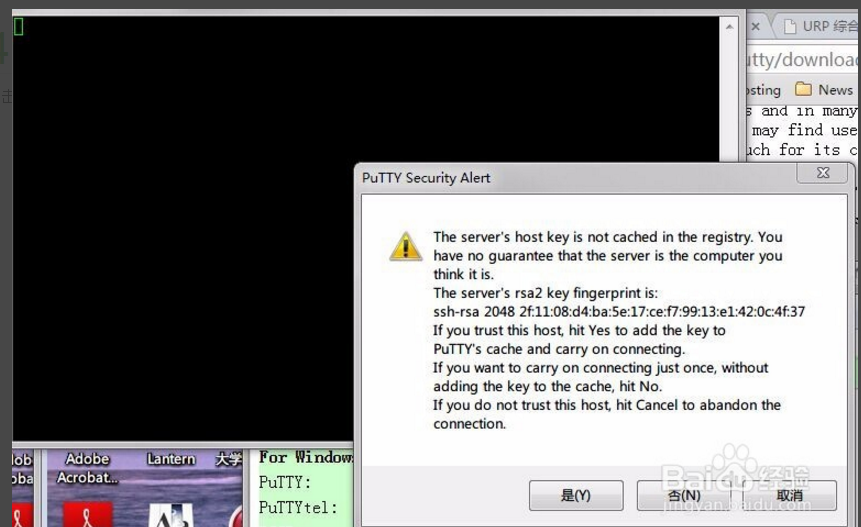 URP 综合
utty/download
osting
News
s and in many
may find use
uch for its c
PuTTY Security Alert
The server's host key is not cached in the registry. You
have no guarantee that the server is the computer you
think it is.
The server's rsa2 key fingerprint is:
ssh-rsa 2048 2f:11:08:d4:ba:5e:17:ce:f7:99:13:e1:42:0c:4f:37
If you trust this host, hit Yes to add the key to
PuTTY's cache and carry on connecting.
If you want to carry on connecting just once, without
adding the key to the cache, hit No.
If you do not trust this host, hit Cancel to abandon the
connection.
是(Y)
否(N)
取消
Adobe
Acrobat...
Lantern
大学
For Windows
PuTTY:
PuTTYtel:
Baidu 经验
jingyan.baidu.com